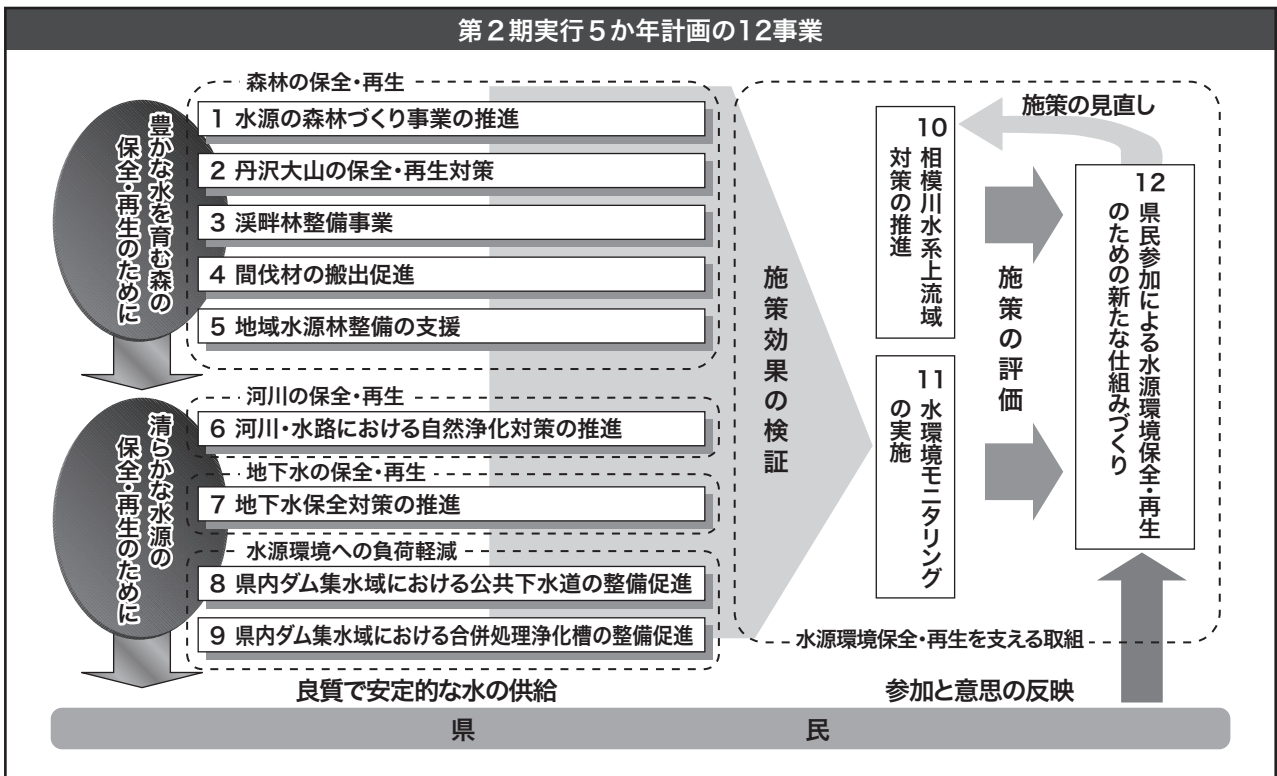 第2期実行5か年計画の12事業
豊かな水を育む森の
保全・再生のために
森林の保全・再生
1 水源の森林づくり事業の推進
2 丹沢大山の保全・再生対策
3 渓畔林整備事業
4 間伐材の搬出促進
5 地域水源林整備の支援
清らかな水源の
保全・再生のために
河川の保全・再生
6 河川・水路における自然浄化対策の推進
地下水の保全・再生
7 地下水保全対策の推進
水源環境への負荷軽減
8 県内ダム集水域における公共下水道の整備促進
9 県内ダム集水域における合併処理浄化槽の整備促進
良質で安定的な水の供給
施策効果の検証
10 相模川水系上流域
対策の推進
11 水環境モニタリング
の実施
施策の評価
施策の見直し
12 県民参加による水源環境保全・再生
のための新たな仕組みづくり
水源環境保全・再生を支える取組
参加と意思の反映
県 民